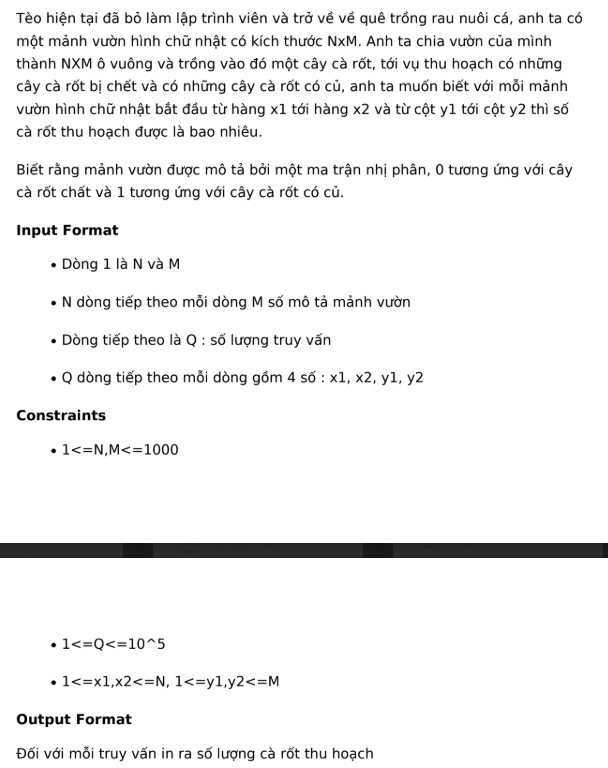 Tèo hiện tại đã bỏ làm lập trình viên và trở về về quê trồng rau nuôi cá, anh ta có
một mảnh vườn hình chữ nhật có kích thước NxM. Anh ta chia vườn của mình
thành NXM ô vuông và trồng vào đó một cây cà rốt, tới vụ thu hoạch có những
cây cà rốt bị chết và có những cây cà rốt có củ, anh ta muốn biết với mỗi mảnh
vườn hình chữ nhật bắt đầu từ hàng x1 tới hàng x2 và từ cột y1 tới cột y2 thì số
cà rốt thu hoạch được là bao nhiêu.
Biết rằng mảnh vườn được mô tả bởi một ma trận nhị phân, 0 tương ứng với cây
cà rốt chất và 1 tương ứng với cây cà rốt có củ.
Input Format
• Dòng 1 là N và M
• N dòng tiếp theo mỗi dòng M số mô tả mảnh vườn
• Dòng tiếp theo là Q : số lượng truy vấn
• Q dòng tiếp theo mỗi dòng gồm 4 số : x1, x2, y1, y2
Constraints
• 1<=N,M<=1000
• 1<=Q<=10^5
• 1<=x1,x2<=N, 1<=y1,y2<=M
Output Format
Đối với mỗi truy vấn in ra số lượng cà rốt thu hoạch